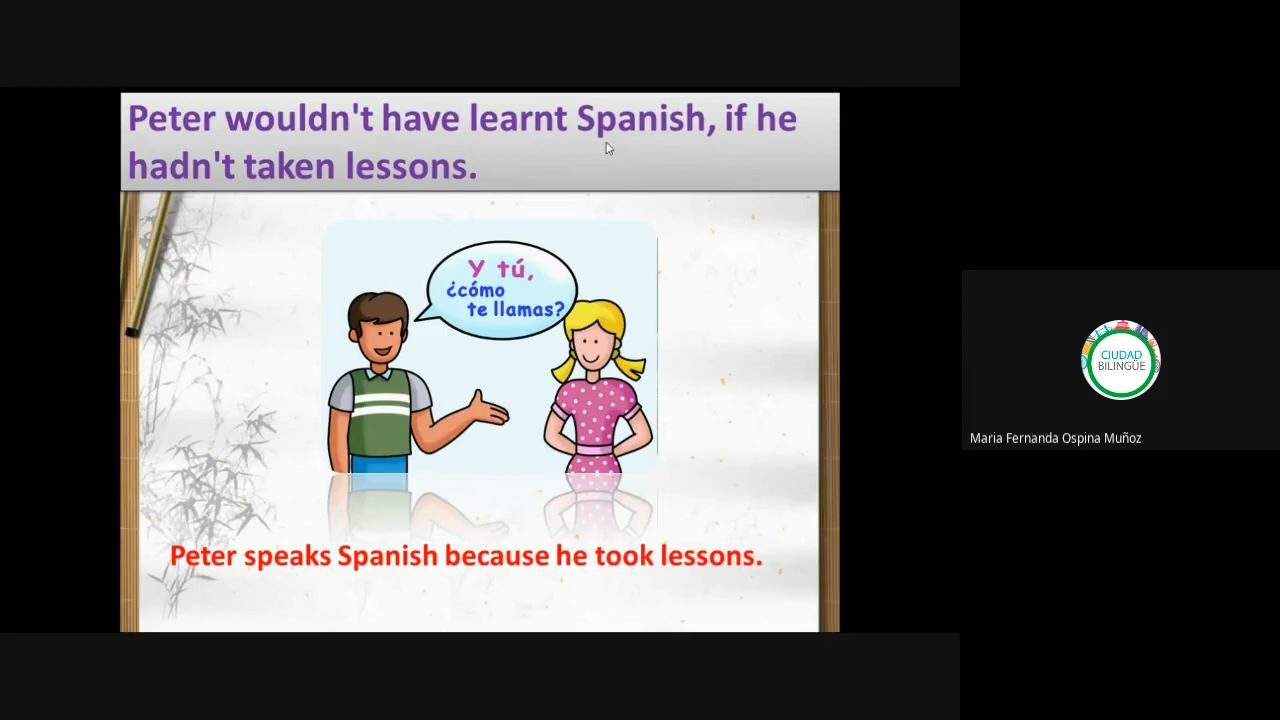 Peter wouldn't have learnt Spanish, if he
hadn't taken lessons.
Y tú,
¿cómo
te llamas?
Peter speaks Spanish because he took lessons.
CIUDAD
BILINGÜE
Maria Fernanda Ospina Muñoz